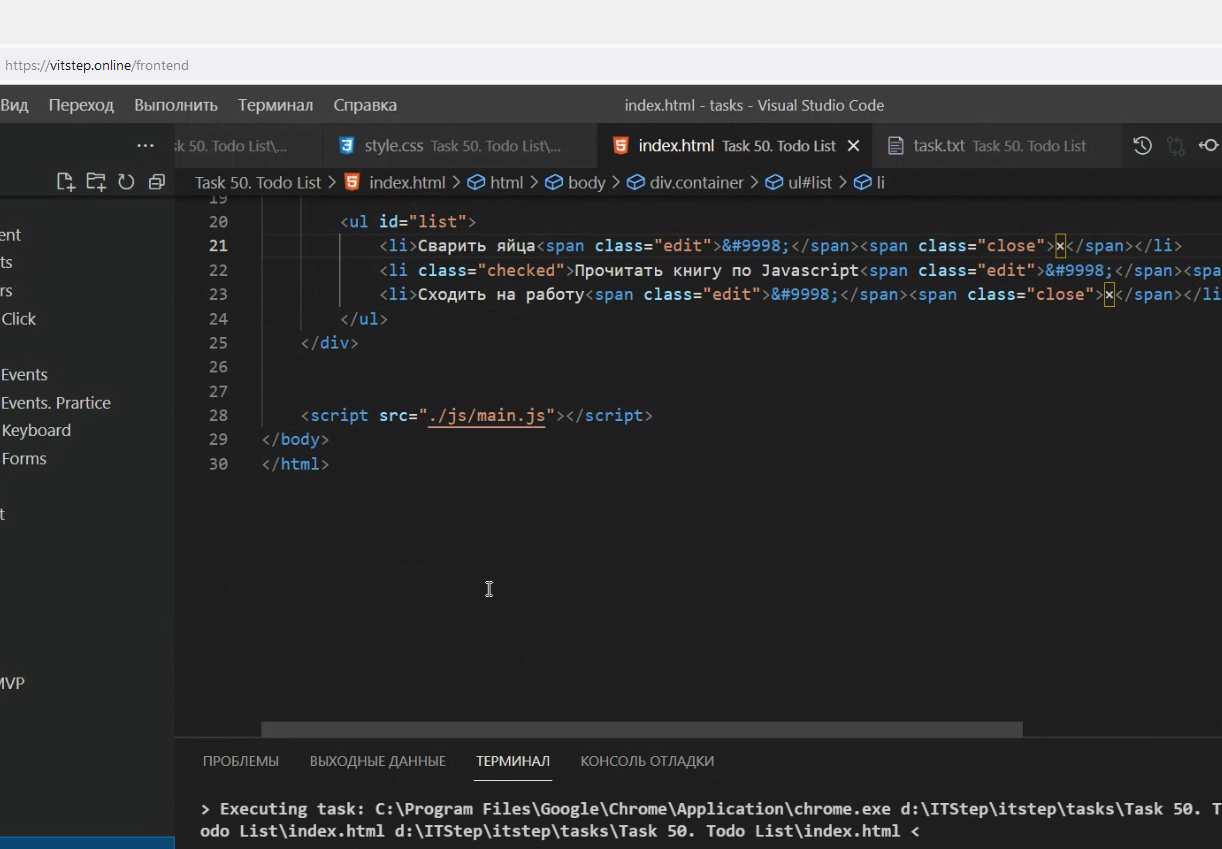 https://vitstep.online/frontend
Вид Переход Выполнить Терминал Справка index.html - tasks - Visual Studio Code
sk 50. Todo List\... style.css Task 50. Todo List\... index.html Task 50. Todo List task.txt Task 50. Todo List
Task 50. Todo List > index.html > html > body > div.container > ul#list > li
19
20 <ul id="list">
21 <li>Сварить яйца<span class="edit">&#9998;</span><span class="close">×</span></li>
22 <li class="checked">Прочитать книгу по Javascript<span class="edit">&#9998;</span><spa
23 <li>Сходить на работу<span class="edit">&#9998;</span><span class="close">×</span></li
24 </ul>
25 </div>
26
27
28 <script src="./js/main.js"></script>
29 </body>
30 </html>
ent
ts
rs
Click
Events
Events. Prartice
Keyboard
Forms
t
MVP
ПРОБЛЕМЫ ВЫХОДНЫЕ ДАННЫЕ ТЕРМИНАЛ КОНСОЛЬ ОТЛАДКИ
> Executing task: C:\Program Files\Google\Chrome\Application\chrome.exe d:\ITStep\itstep\tasks\Task 50. T
odo List\index.html d:\ITStep\itstep\tasks\Task 50. Todo List\index.html <